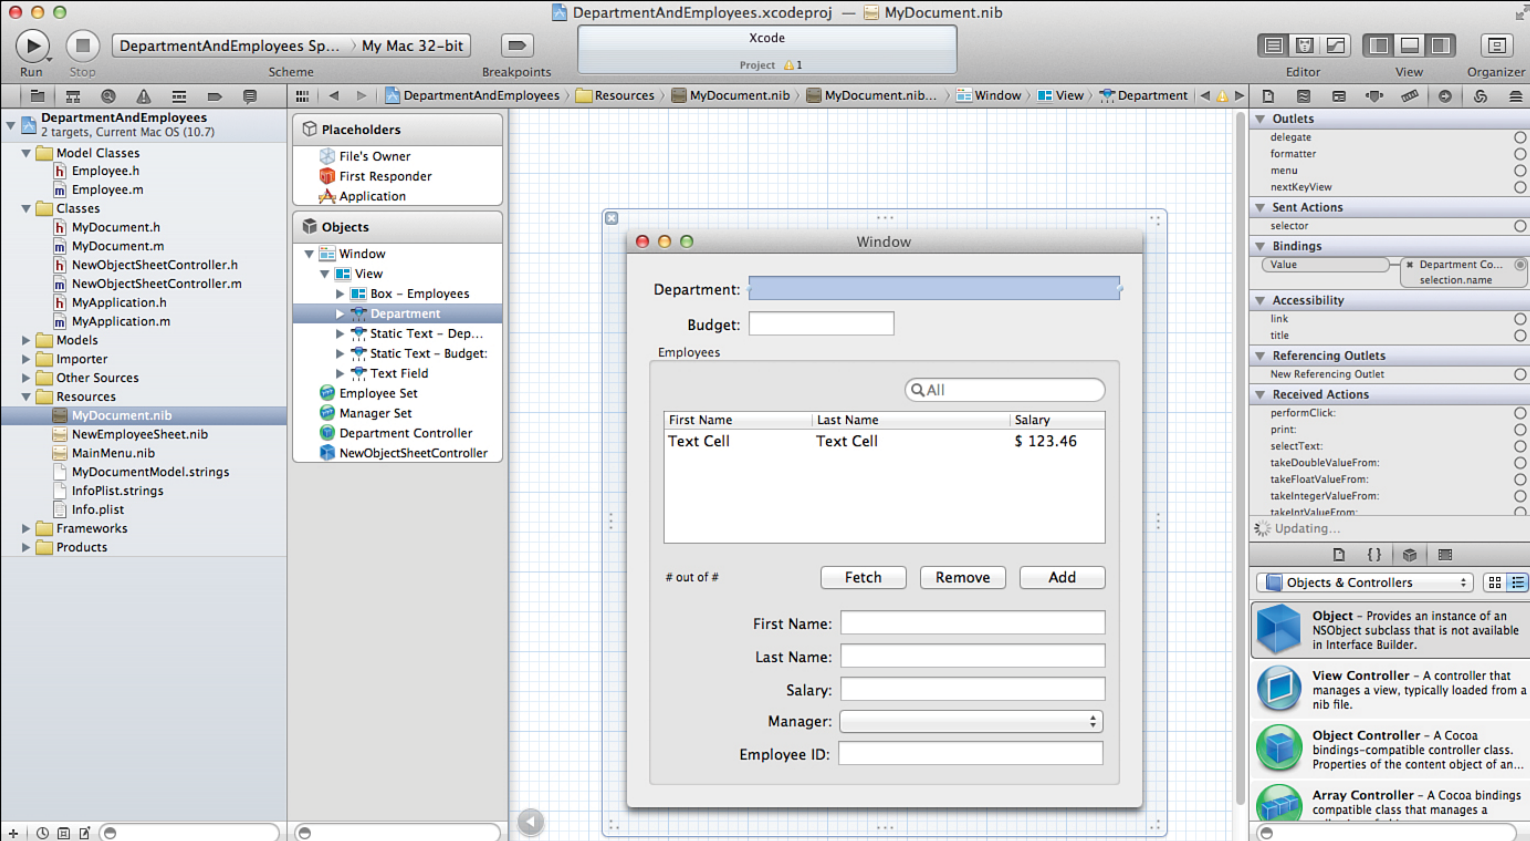 DepartmentAndEmployees.xcodeproj — MyDocument.nib
DepartmentAndEmployees Sp... My Mac 32-bit
Xcode
Project 1
Run Stop Scheme Breakpoints Editor View Organizer
DepartmentAndEmployees Resources MyDocument.nib MyDocument.nib... Window View Department
DepartmentAndEmployees
2 targets, Current Mac OS (10.7)
Model Classes
Employee.h
Employee.m
Classes
MyDocument.h
MyDocument.m
NewObjectSheetController.h
NewObjectSheetController.m
MyApplication.h
MyApplication.m
Models
Importer
Other Sources
Resources
MyDocument.nib
NewEmployeeSheet.nib
MainMenu.nib
MyDocumentModel.strings
InfoPlist.strings
Info.plist
Frameworks
Products
Placeholders
File's Owner
First Responder
Application
Objects
Window
View
Box – Employees
Department
Static Text – Dep...
Static Text – Budget:
Text Field
Employee Set
Manager Set
Department Controller
NewObjectSheetController
Window
Department:
Budget:
Employees
All
First Name Last Name Salary
Text Cell Text Cell $ 123.46
# out of # Fetch Remove Add
First Name:
Last Name:
Salary:
Manager:
Employee ID:
Outlets
delegate
formatter
menu
nextKeyView
Sent Actions
selector
Bindings
Value Department Co...
selection.name
Accessibility
link
title
Referencing Outlets
New Referencing Outlet
Received Actions
performClick:
print:
selectText:
takeDoubleValueFrom:
takeFloatValueFrom:
takeIntegerValueFrom:
takeIntValueFrom:
Updating...
{}
Objects & Controllers
Object – Provides an instance of an
NSObject subclass that is not available
in Interface Builder.
View Controller – A controller that
manages a view, typically loaded from a
nib file.
Object Controller – A Cocoa
bindings-compatible controller class.
Properties of the content object of an...
Array Controller – A Cocoa bindings
compatible class that manages a